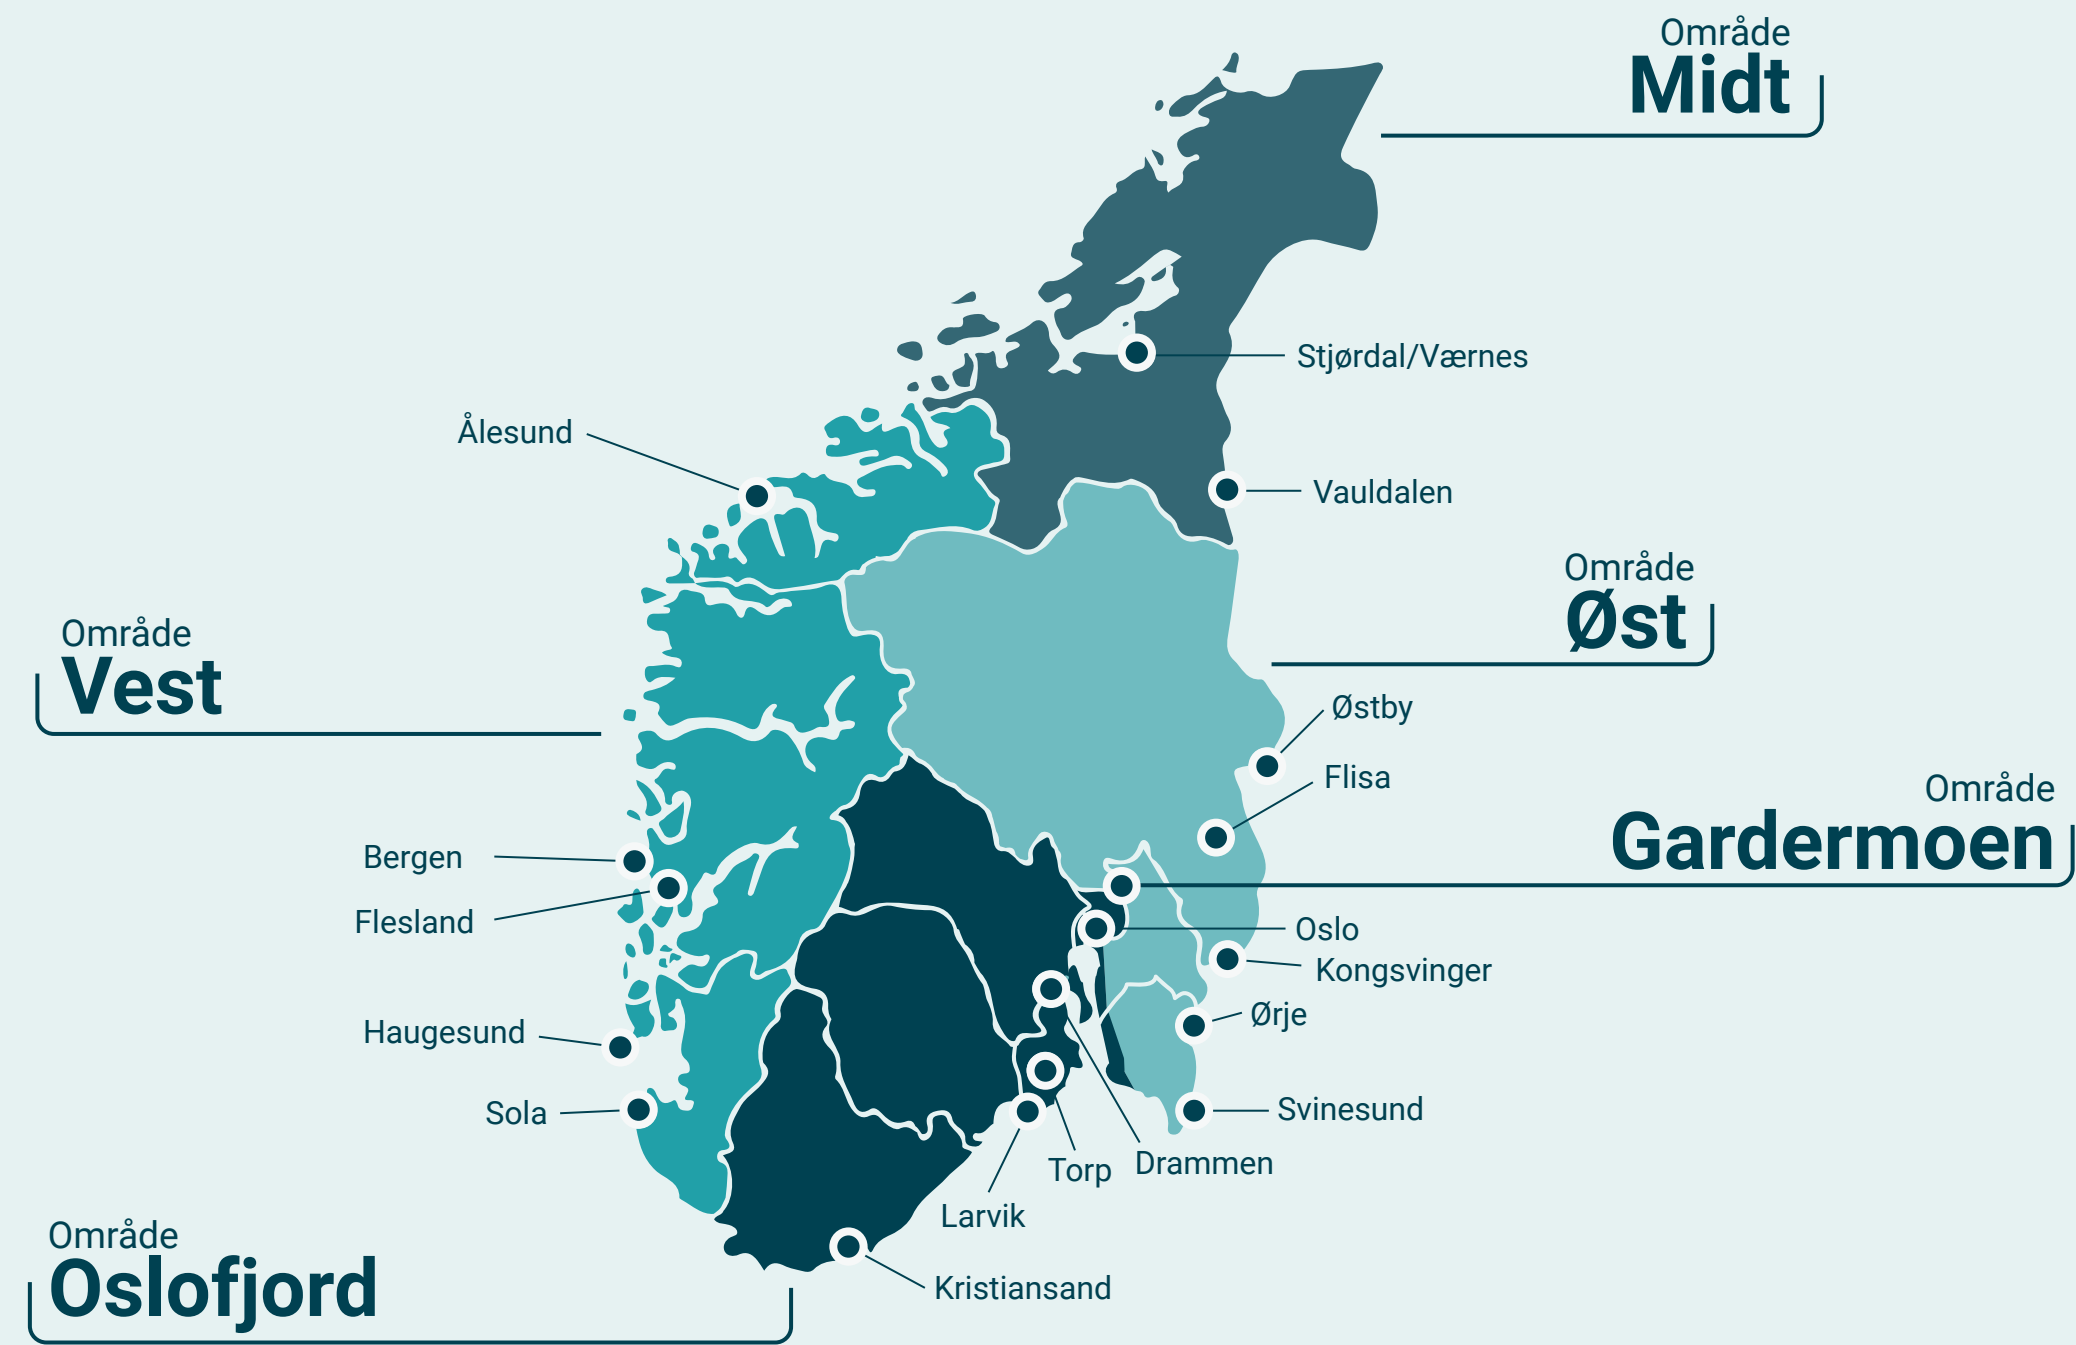 Område
Midt
Stjørdal/Værnes
Ålesund
Vauldalen
Område
Øst
Område
Vest
Østby
Flisa
Område
Gardermoen
Bergen
Flesland
Oslo
Kongsvinger
Ørje
Haugesund
Sola
Svinesund
Torp
Drammen
Larvik
Område
Oslofjord
Kristiansand